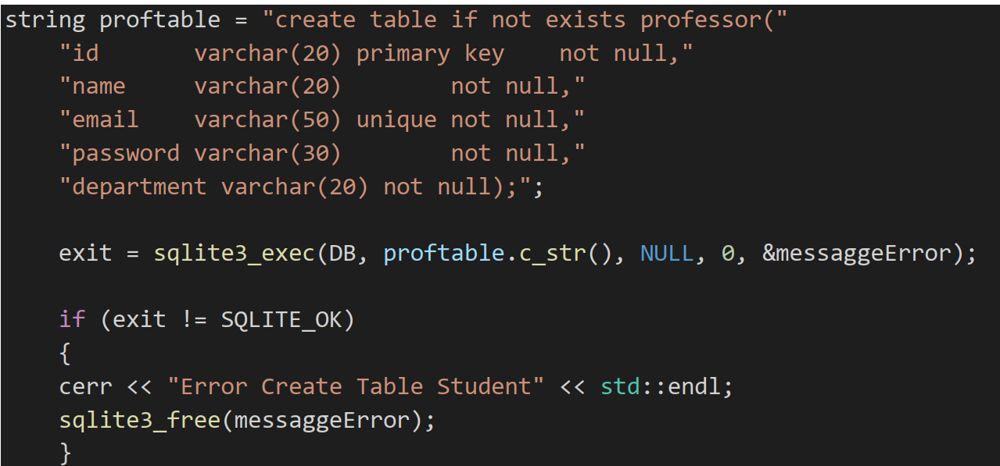 string proftable = "create table if not exists professor("
    "id       varchar(20) primary key    not null,"
    "name     varchar(20)        not null,"
    "email    varchar(50) unique not null,"
    "password varchar(30)        not null,"
    "department varchar(20) not null);";
    exit = sqlite3_exec(DB, proftable.c_str(), NULL, 0, &messaggeError);
    if (exit != SQLITE_OK)
    {
    cerr << "Error Create Table Student" << std::endl;
    sqlite3_free(messaggeError);
    }